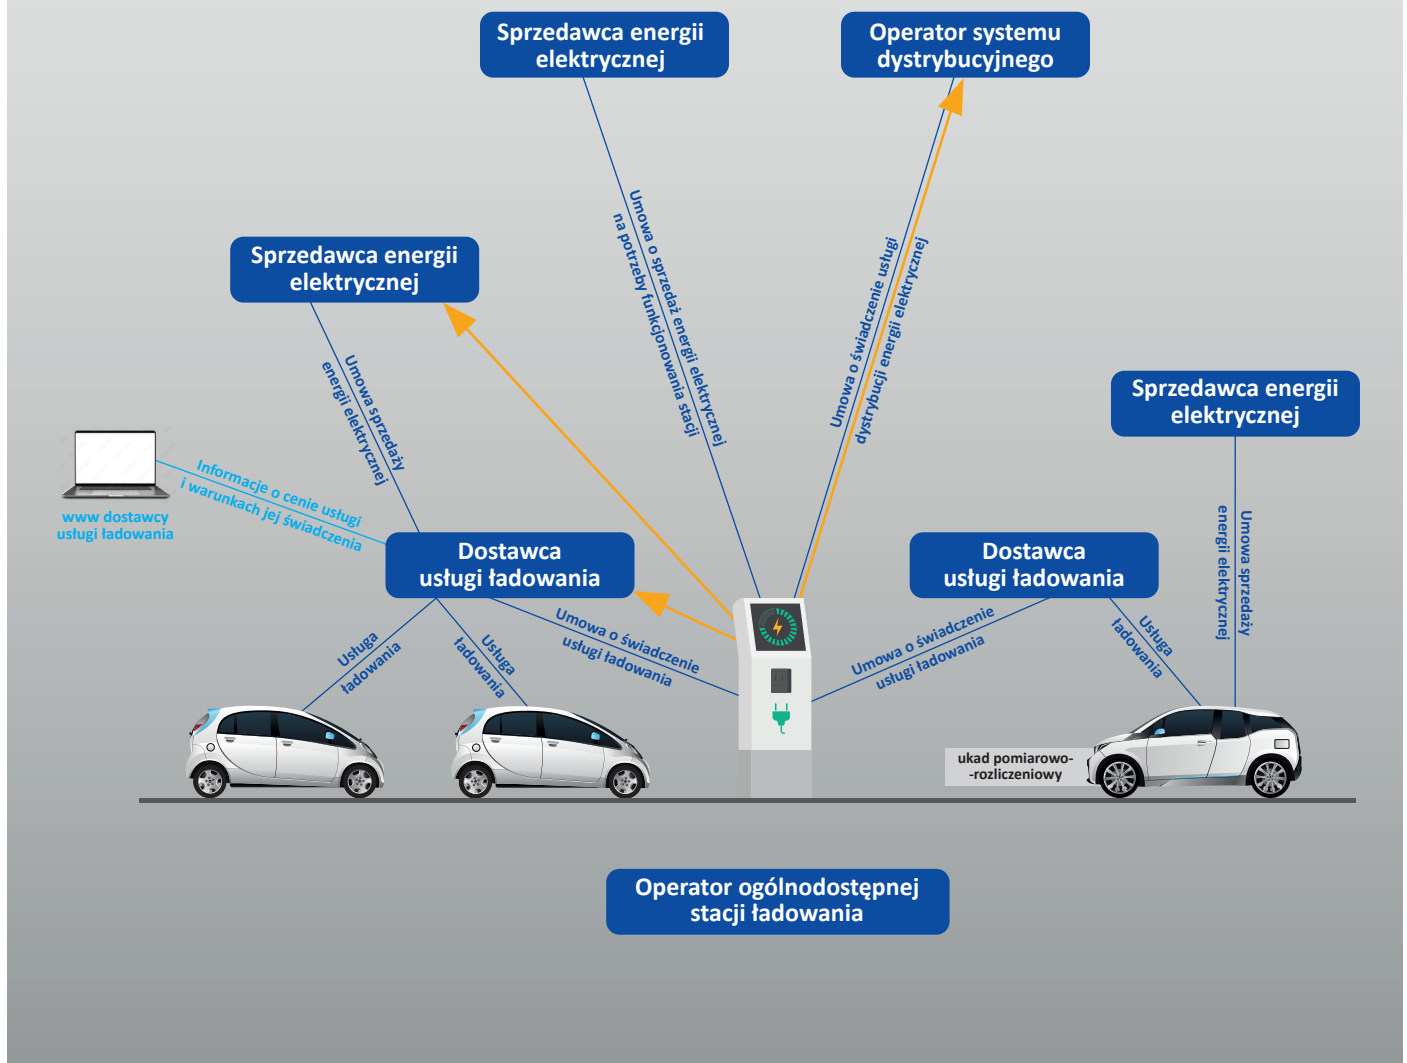 Sprzedawca energii
elektrycznej
Operator systemu
dystrybucyjnego
Umowa o sprzedaż energii elektrycznej
na potrzeby funkcjonowania stacji
Umowa o świadczenie usługi
dystrybucji energii elektrycznej
Sprzedawca energii
elektrycznej
Umowa sprzedaży
energii elektrycznej
Sprzedawca energii
elektrycznej
Umowa sprzedaży
energii elektrycznej
Informacje o cenie usługi
i warunkach jej świadczenia
www dostawcy
usługi ładowania
Dostawca
usługi ładowania
Dostawca
usługi ładowania
Usługa
ładowania
Usługa
ładowania
Umowa o świadczenie
usługi ładowania
Umowa o świadczenie
usługi ładowania
Usługa
ładowania
ukad pomiarowo-
-rozliczeniowy
Operator ogólnodostępnej
stacji ładowania